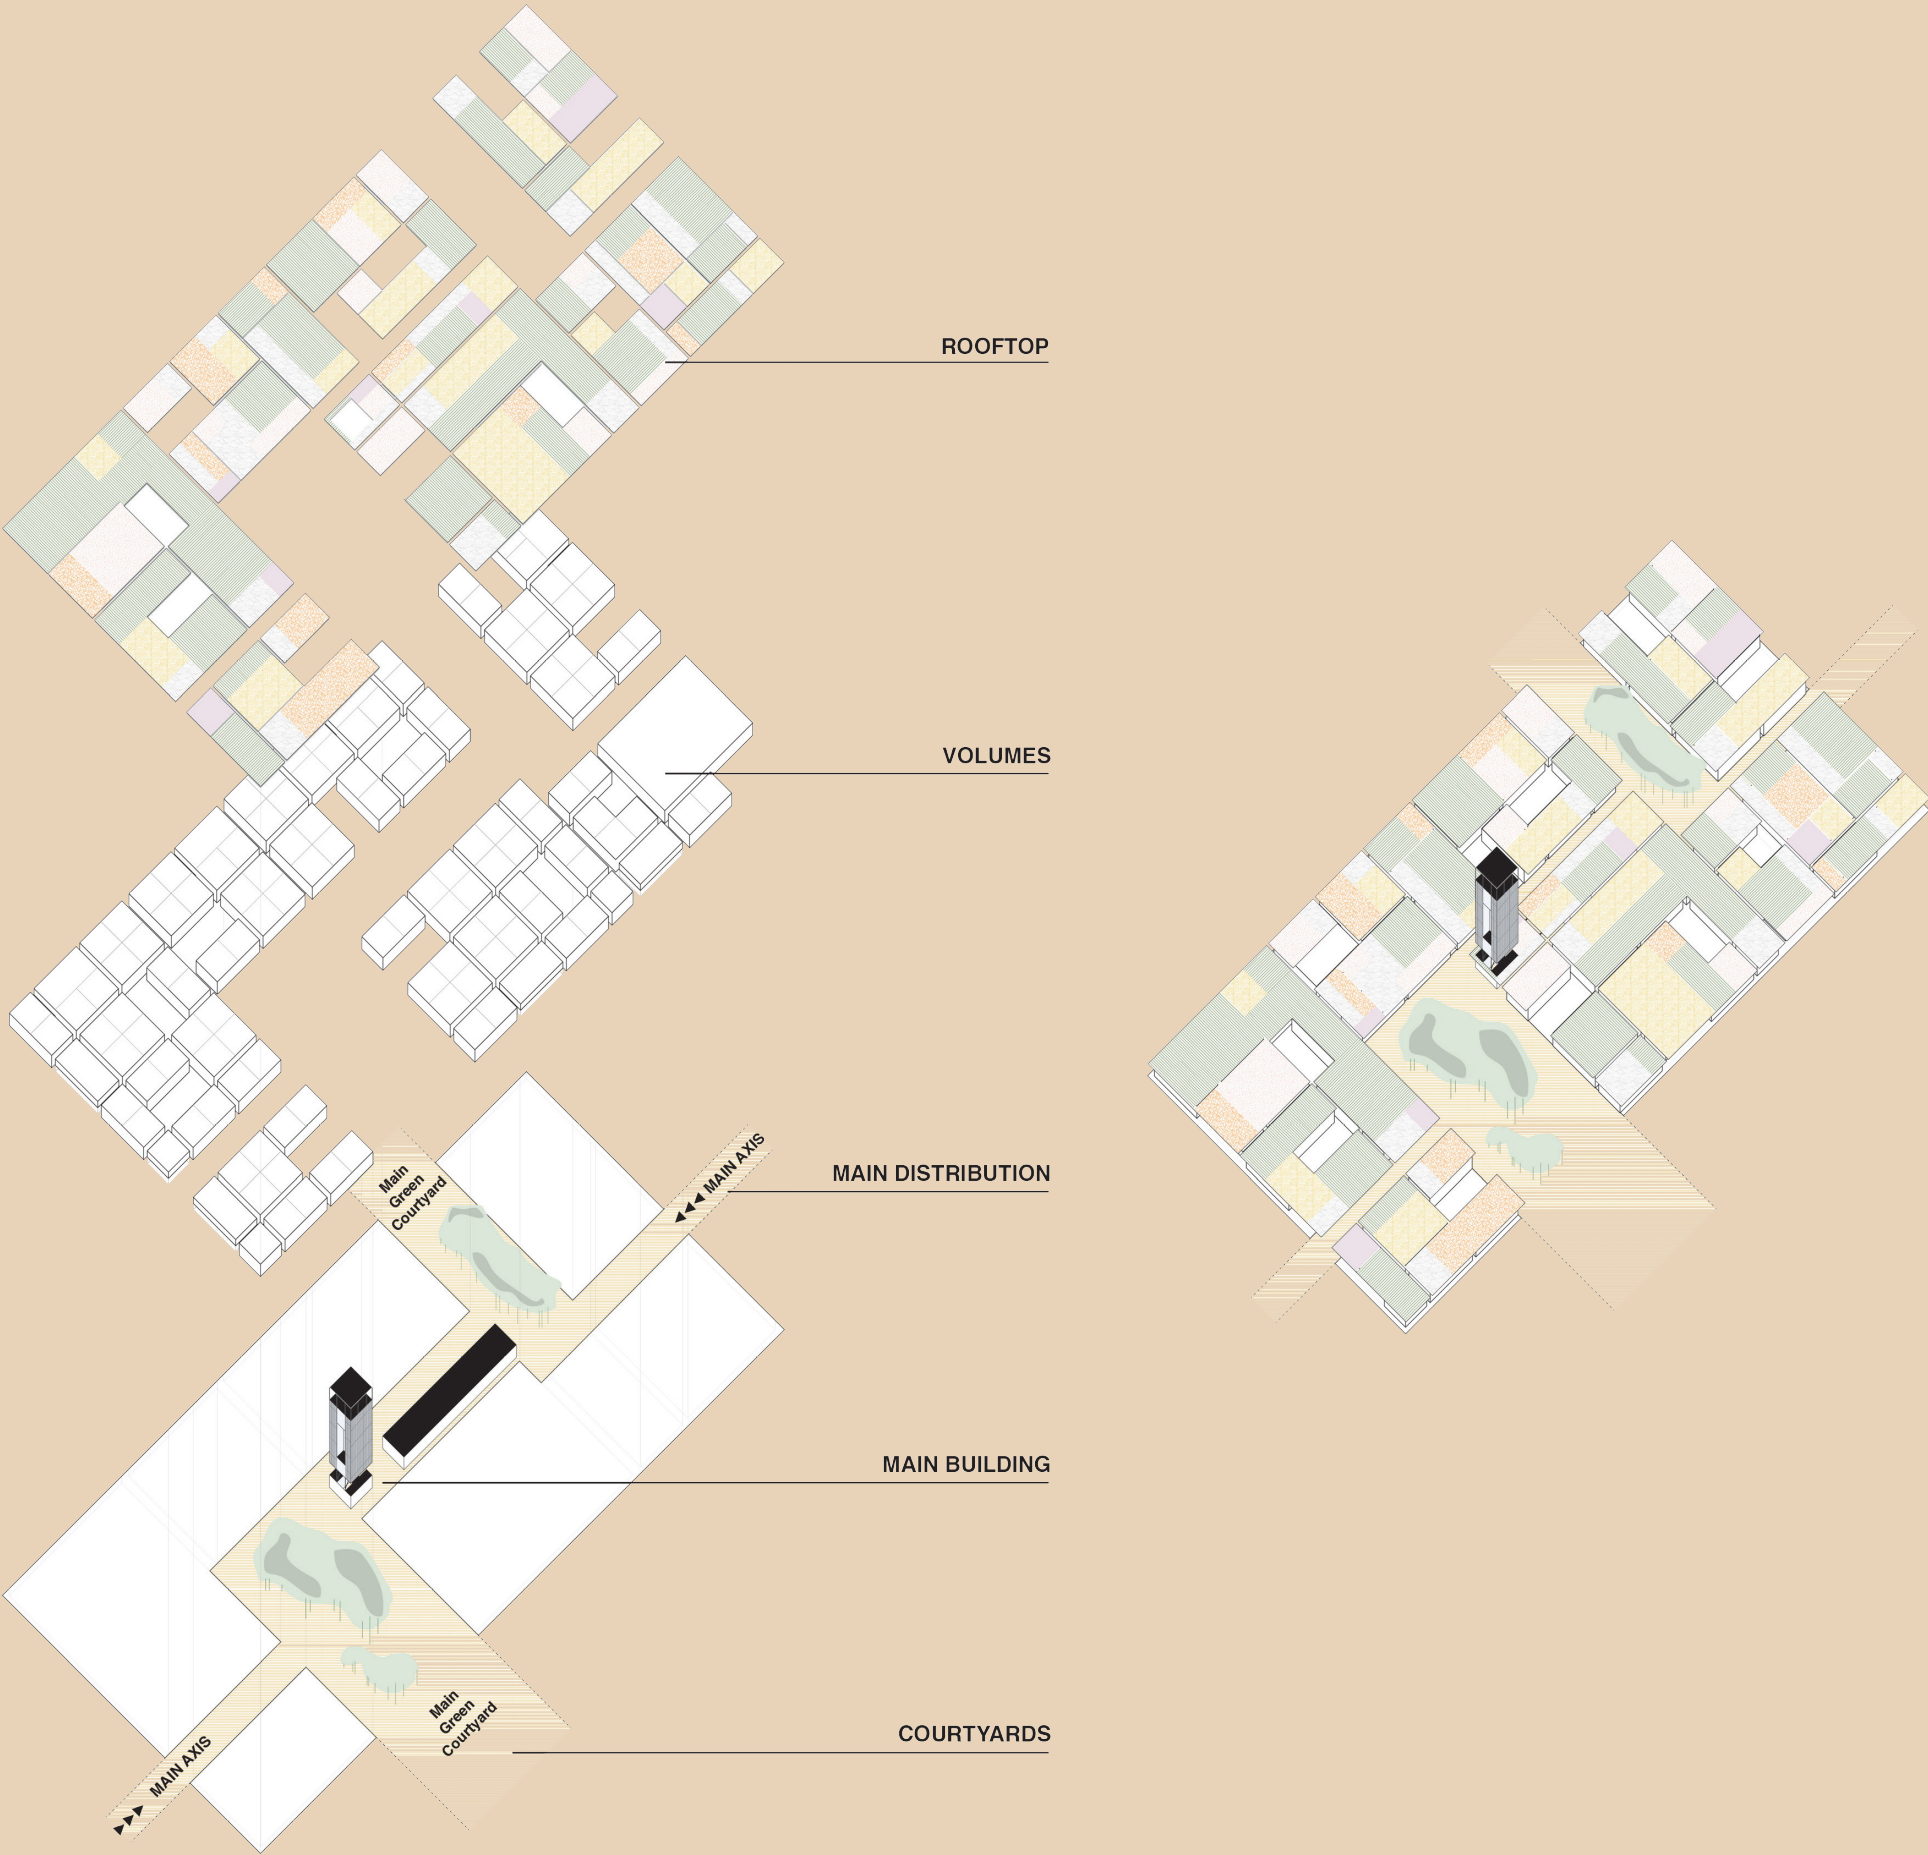 ROOFTOP
VOLUMES
MAIN DISTRIBUTION
MAIN AXIS
Main
Green
Courtyard
MAIN BUILDING
Main
Green
Courtyard
COURTYARDS
MAIN AXIS